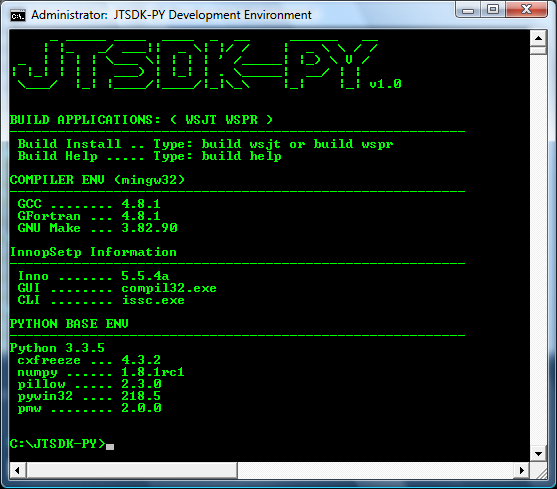 Administrator: JTSDK-PY Development Environment
JTSDK-PY v1.0
BUILD APPLICATIONS: ( WSJT WSPR )
Build Install .. Type: build wsjt or build wspr
Build Help ..... Type: build help
COMPILER ENV (mingw32)
GCC ........ 4.8.1
GFortran ... 4.8.1
GNU Make ... 3.82.90
InnopSetp Information
Inno ....... 5.5.4a
GUI ........ compil32.exe
CLI ........ issc.exe
PYTHON BASE ENV
Python 3.3.5
cxfreeze ... 4.3.2
numpy ...... 1.8.1rc1
pillow ..... 2.3.0
pywin32 .... 218.5
pmw ........ 2.0.0
C:\JTSDK-PY>